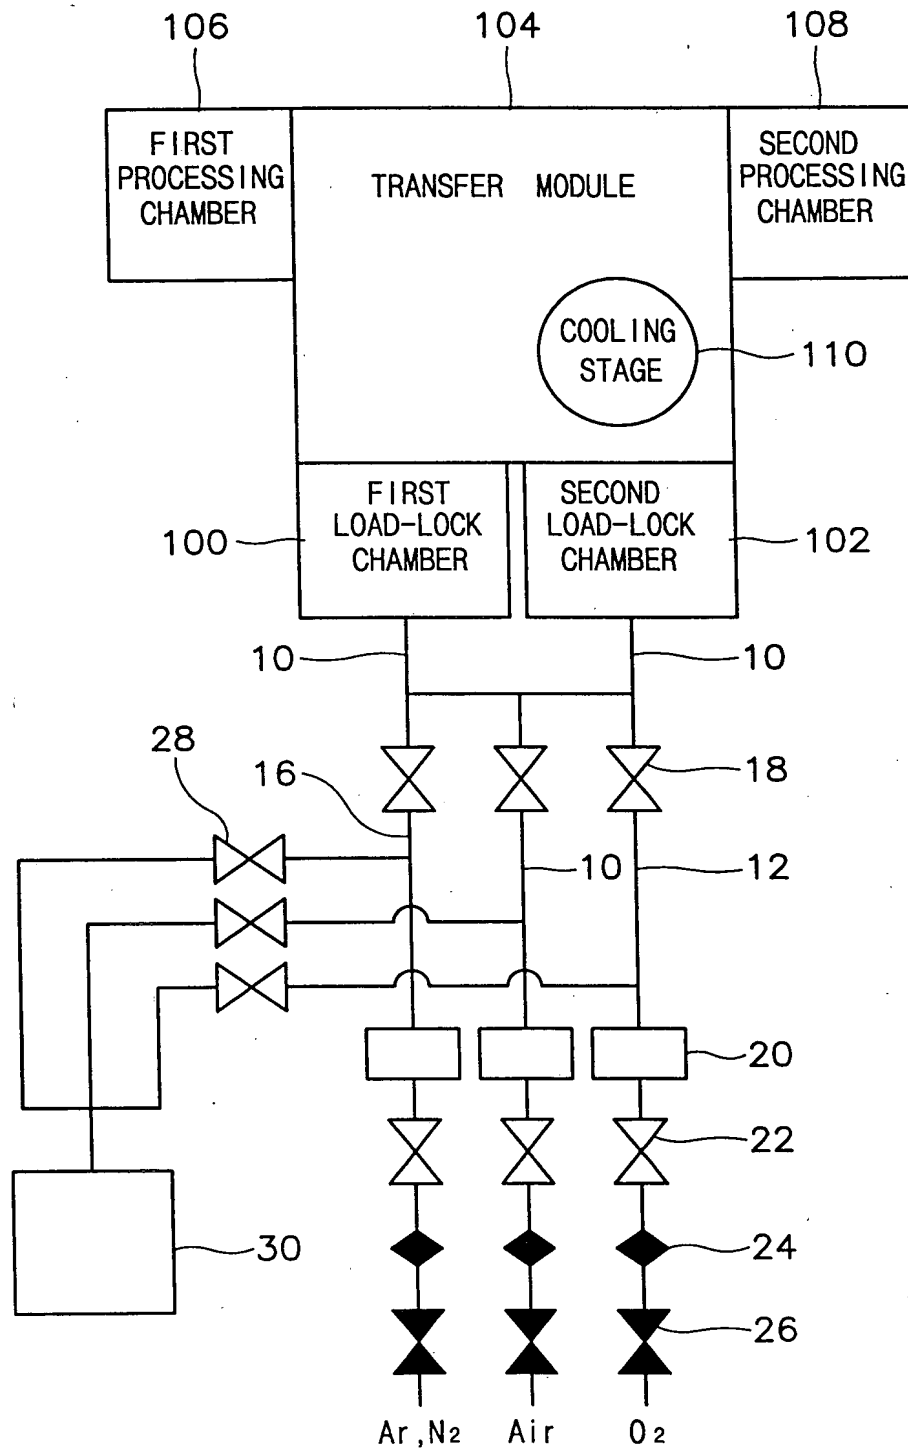 106 104 108
FIRST
PROCESSING
CHAMBER
TRANSFER MODULE
SECOND
PROCESSING
CHAMBER
COOLING
STAGE
110
100
FIRST
LOAD-LOCK
CHAMBER
SECOND
LOAD-LOCK
CHAMBER
102
10 10
28
16
18
10
12
20
22
30
24
26
Ar,N2 Air O2